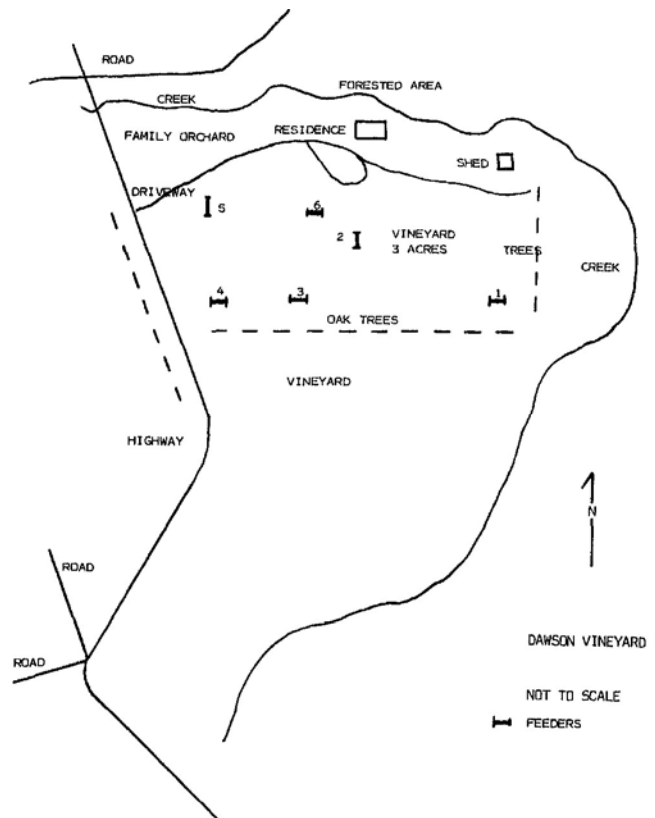 ROAD
FORESTED AREA
CREEK
FAMILY ORCHARD
RESIDENCE
SHED
DRIVEWAY
5
6
2
VINEYARD
3 ACRES
TREES
CREEK
4
3
1
OAK TREES
VINEYARD
HIGHWAY
N
ROAD
DAWSON VINEYARD
ROAD
NOT TO SCALE
FEEDERS